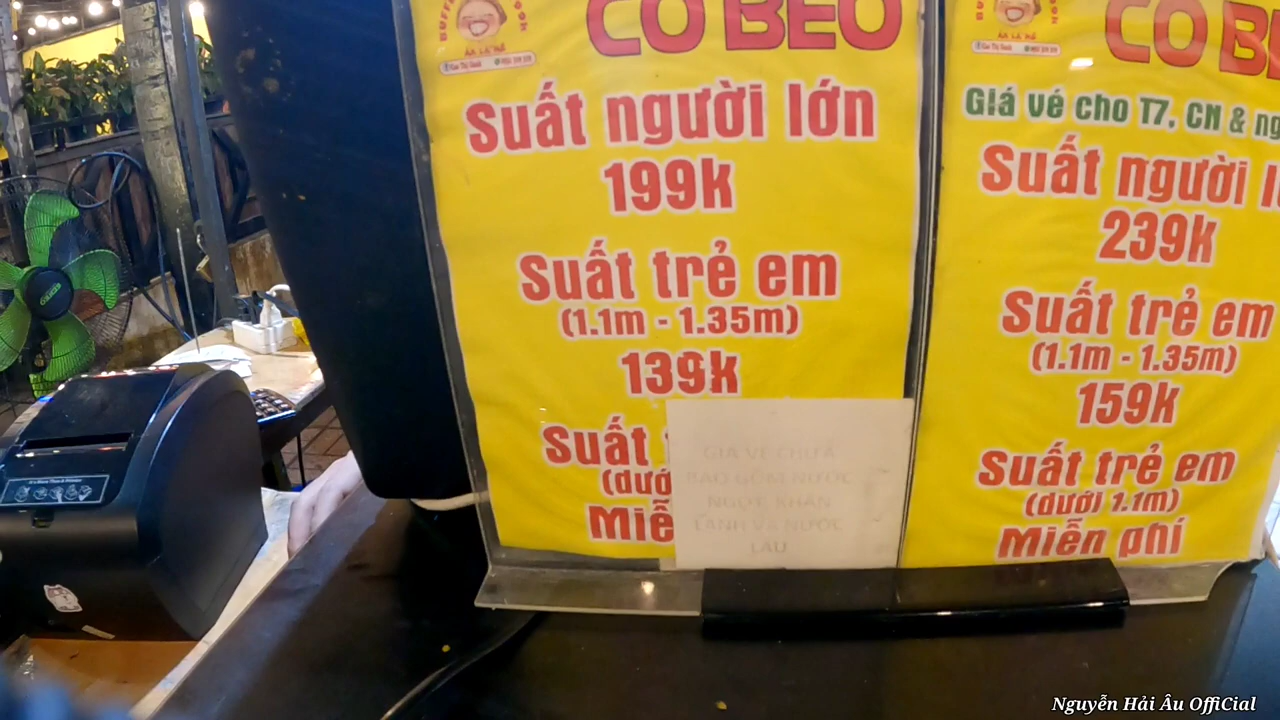 CÔ BÉO
Suất người lớn
199k
Suất trẻ em
(1.1m - 1.35m)
139k
Suất
(dướ
Miễ
GIÁ VÉ CHƯA
BAO GỒM NƯỚC
NGỌT, KHĂN
LẠNH VÀ NƯỚC
LẨU
CÔ BÉ
Giá vé cho T7, CN & ng
Suất người l
239k
Suất trẻ em
(1.1m - 1.35m)
159k
Suất trẻ em
(dưới 1.1m)
Miễn phí
Nguyễn Hải Âu OffiCial